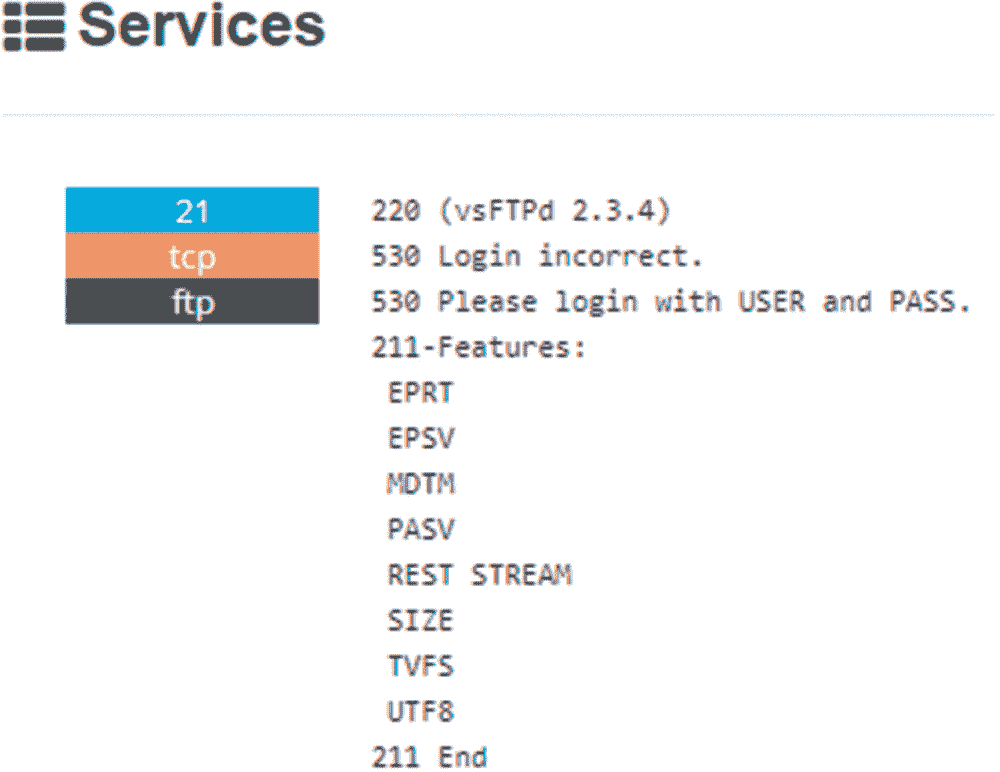 Services
21
tcp
ftp
220 (vsFTPd 2.3.4)
530 Login incorrect.
530 Please login with USER and PASS.
211-Features:
EPRT
EPSV
MDTM
PASV
REST STREAM
SIZE
TVFS
UTF8
211 End